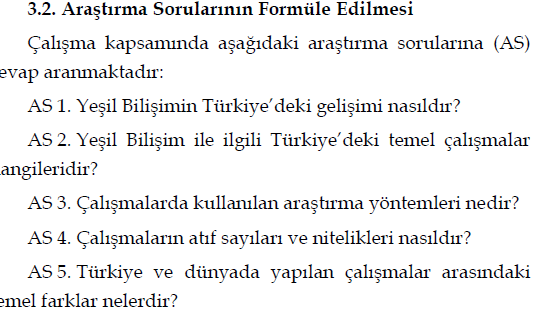 3.2. Araştırma Sorularının Formüle Edilmesi
Çalışma kapsamında aşağıdaki araştırma sorularına (AS)
evap aranmaktadır:
AS 1. Yeşil Bilişimin Türkiye’deki gelişimi nasıldır?
AS 2. Yeşil Bilişim ile ilgili Türkiye’deki temel çalışmalar
angileridir?
AS 3. Çalışmalarda kullanılan araştırma yöntemleri nedir?
AS 4. Çalışmaların atıf sayıları ve nitelikleri nasıldır?
AS 5. Türkiye ve dünyada yapılan çalışmalar arasındaki
emel farklar nelerdir?